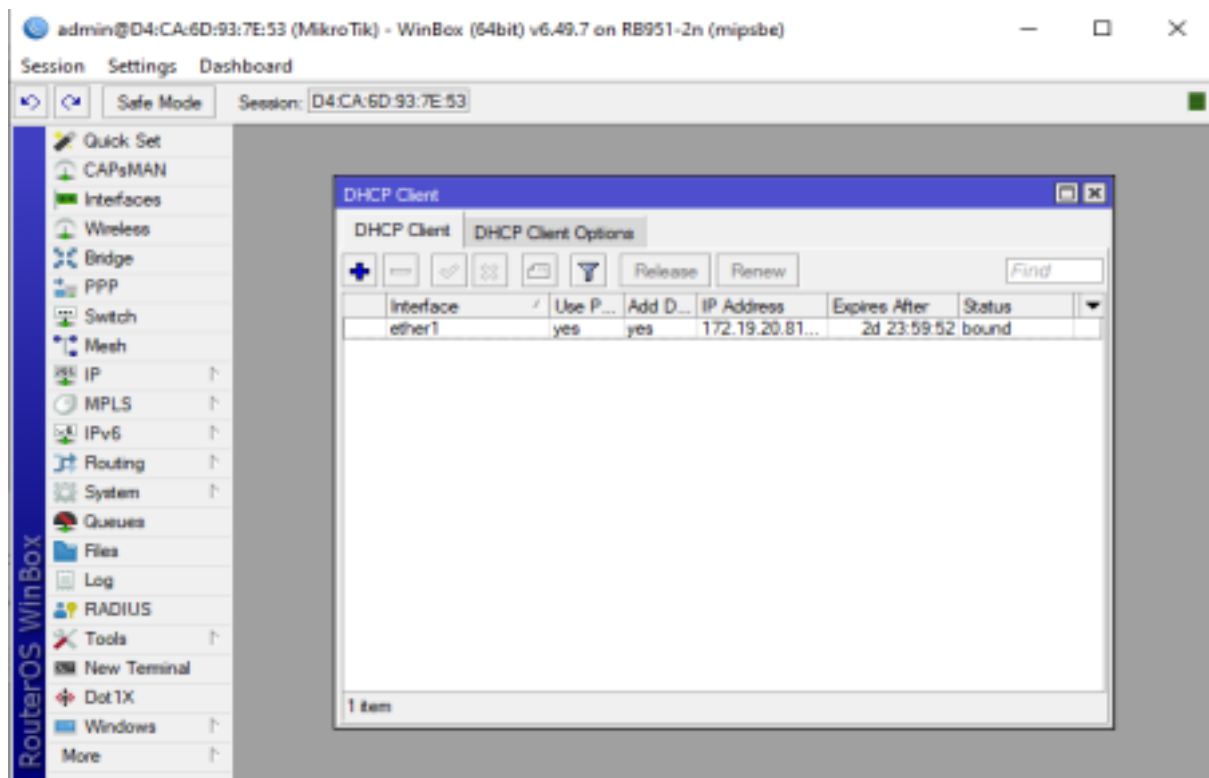 admin@D4:CA:6D:93:7E:53 (MikroTik) - WinBox (64bit) v6.49.7 on RB951-2n (mipsbe)
Session Settings Dashboard
Safe Mode Session: D4:CA:6D:93:7E:53
Quick Set
CAPsMAN
Interfaces
Wireless
Bridge
PPP
Switch
Mesh
IP
MPLS
IPv6
Routing
System
Queues
Files
Log
RADIUS
Tools
New Terminal
Dot1X
Windows
More
RouterOS WinBox
DHCP Client
DHCP Client DHCP Client Options
Release Renew Find
Interface Use P... Add D... IP Address Expires After Status
ether1 yes yes 172.19.20.81... 2d 23:59:52 bound
1 item